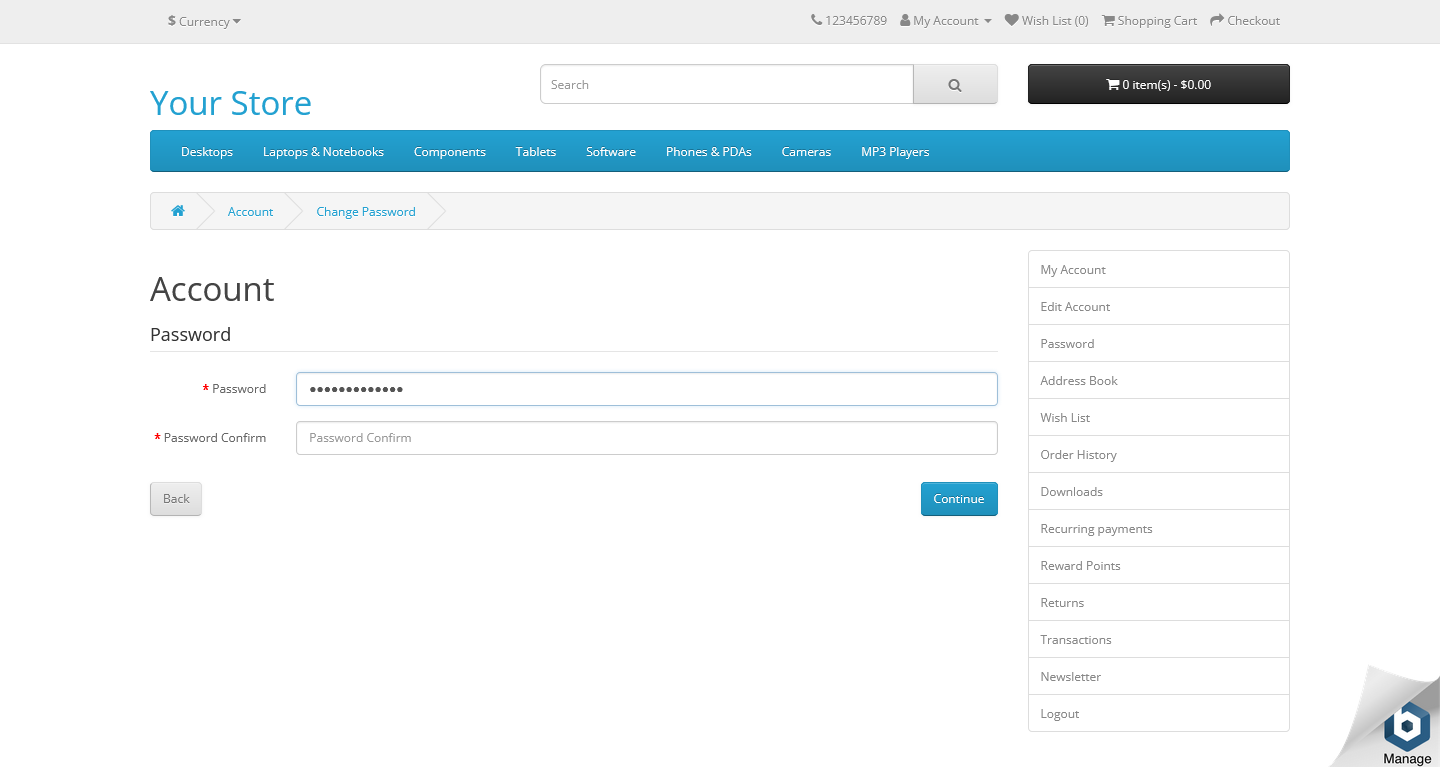 $ Currency
123456789 My Account Wish List (0) Shopping Cart Checkout
Your Store
Search
0 item(s) - $0.00
Desktops Laptops & Notebooks Components Tablets Software Phones & PDAs Cameras MP3 Players
Account Change Password
Account
Password
* Password
* Password Confirm
Password Confirm
Back
Continue
My Account
Edit Account
Password
Address Book
Wish List
Order History
Downloads
Recurring payments
Reward Points
Returns
Transactions
Newsletter
Logout
Manage